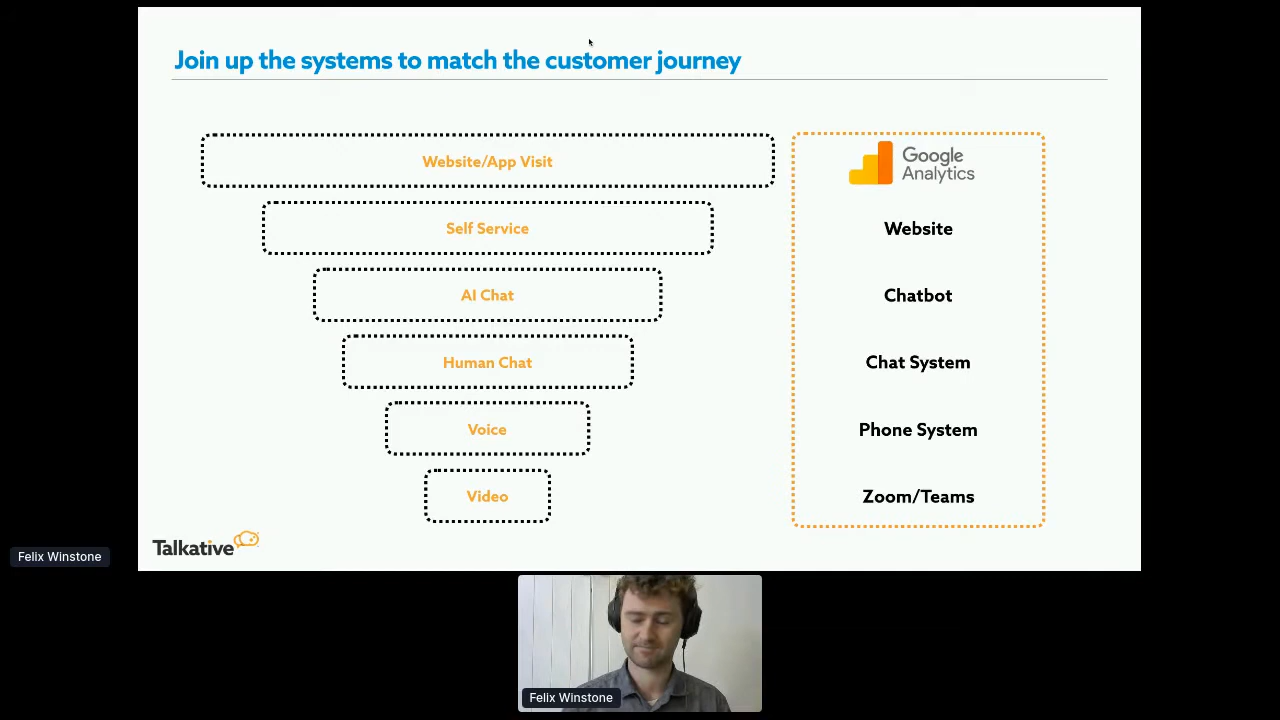 Join up the systems to match the customer journey
Website/App Visit
Google
Analytics
Self Service
Website
AI Chat
Chatbot
Human Chat
Chat System
Voice
Phone System
Video
Zoom/Teams
Talkative
Felix Winstone
Felix Winstone